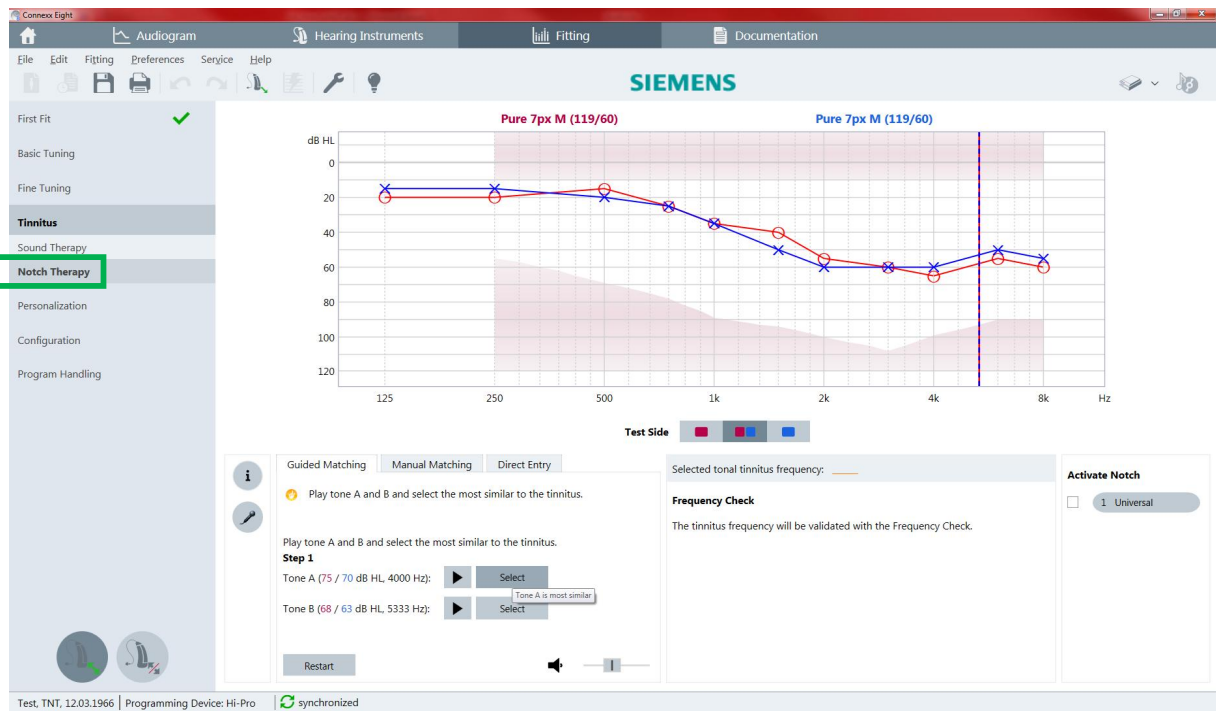 Connexx Eight
Audiogram
Hearing Instruments
Fitting
Documentation
File Edit Fitting Preferences Service Help
SIEMENS
First Fit
Basic Tuning
Fine Tuning
Tinnitus
Sound Therapy
Notch Therapy
Personalization
Configuration
Program Handling
Pure 7px M (119/60)
Pure 7px M (119/60)
dB HL
0
20
40
60
80
100
120
125 250 500 1k 2k 4k 8k Hz
Test Side
i
Guided Matching Manual Matching Direct Entry
Play tone A and B and select the most similar to the tinnitus.
Play tone A and B and select the most similar to the tinnitus.
Step 1
Tone A (75 / 70 dB HL, 4000 Hz): Select
Tone A is most similar
Tone B (68 / 63 dB HL, 5333 Hz): Select
Restart
Selected tonal tinnitus frequency: ____
Frequency Check
The tinnitus frequency will be validated with the Frequency Check.
Activate Notch
1 Universal
Test, TNT, 12.03.1966 Programming Device: Hi-Pro synchronized